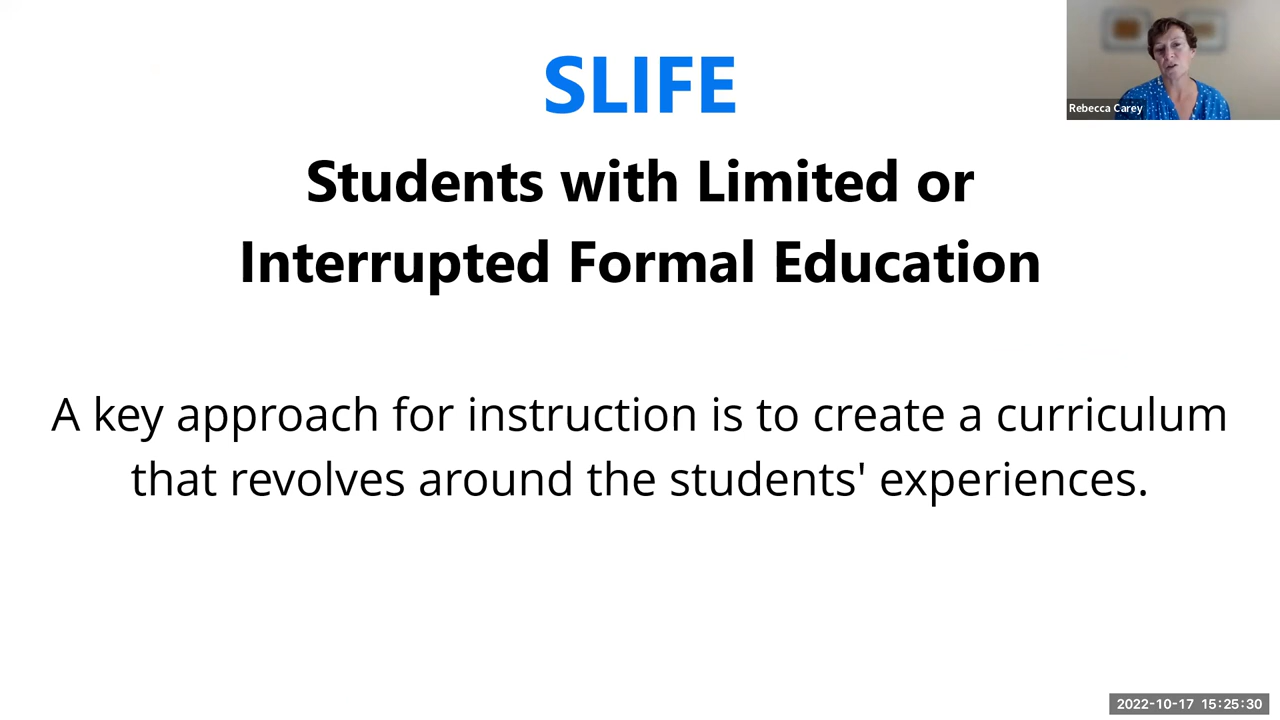 SLIFE
Students with Limited or
Interrupted Formal Education
A key approach for instruction is to create a curriculum
that revolves around the students' experiences.
Rebecca Carey
2022-10-17 15:25:30